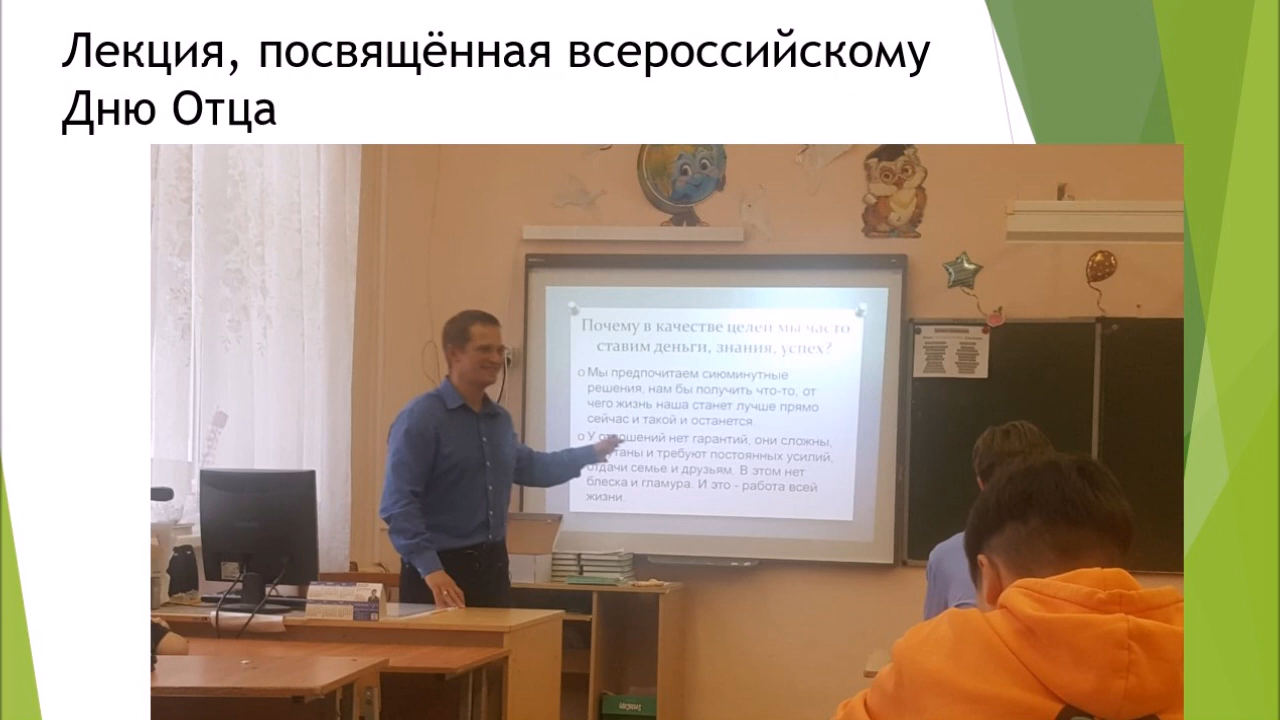 Лекция, посвящённая всероссийскому
Дню Отца
Почему в качестве целей мы часто
ставим деньги, знания, успех?
Мы предпочитаем сиюминутные
решения, нам бы получить что-то, от
чего жизнь наша станет лучше прямо
сейчас и такой и останется.
У отношений нет гарантий, они сложны,
и требуют постоянных усилий,
отдачи семье и друзьям. В этом нет
блеска и гламура. И это - работа всей
жизни.